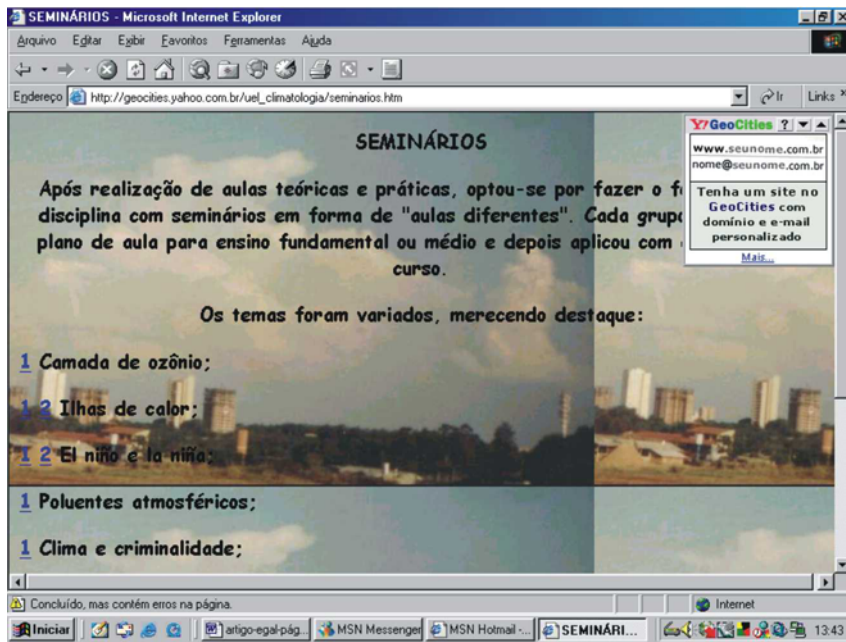 SEMINÁRIOS - Microsoft Internet Explorer
Arquivo Editar Exibir Favoritos Ferramentas Ajuda
Endereço http://geocities.yahoo.com.br/uel_climatologia/seminarios.htm Ir Links »
Y! GeoCities ?
www.seunome.com.br
nome@seunome.com.br
Tenha um site no
GeoCities com
domínio e e-mail
personalizado
Mais...
SEMINÁRIOS
Após realização de aulas teóricas e práticas, optou-se por fazer o f
disciplina com seminários em forma de "aulas diferentes". Cada grup
plano de aula para ensino fundamental ou médio e depois aplicou com
curso.
Os temas foram variados, merecendo destaque:
1 Camada de ozônio;
1 2 Ilhas de calor;
1 2 El niño e la niña;
1 Poluentes atmosféricos;
1 Clima e criminalidade;
Concluído, mas contém erros na página. Internet
Iniciar artigo-egal-pág... MSN Messenger MSN Hotmail -... SEMINÁRI... 13:43